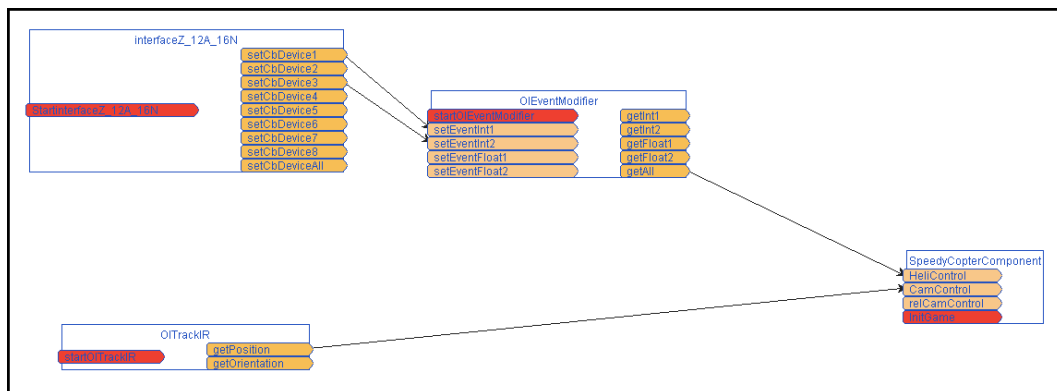 interfaceZ_12A_16N
setCbDevice1
setCbDevice2
setCbDevice3
setCbDevice4
StartInterfaceZ_12A_16N
setCbDevice5
setCbDevice6
setCbDevice7
setCbDevice8
setCbDeviceAll
OIEventModifier
startOIEventModifier
getInt1
setEventInt1
getInt2
setEventInt2
getFloat1
setEventFloat1
getFloat2
setEventFloat2
getAll
SpeedyCopterComponent
HeliControl
CamControl
relCamControl
InitGame
OITrackIR
getPosition
startOITrackIR
getOrientation